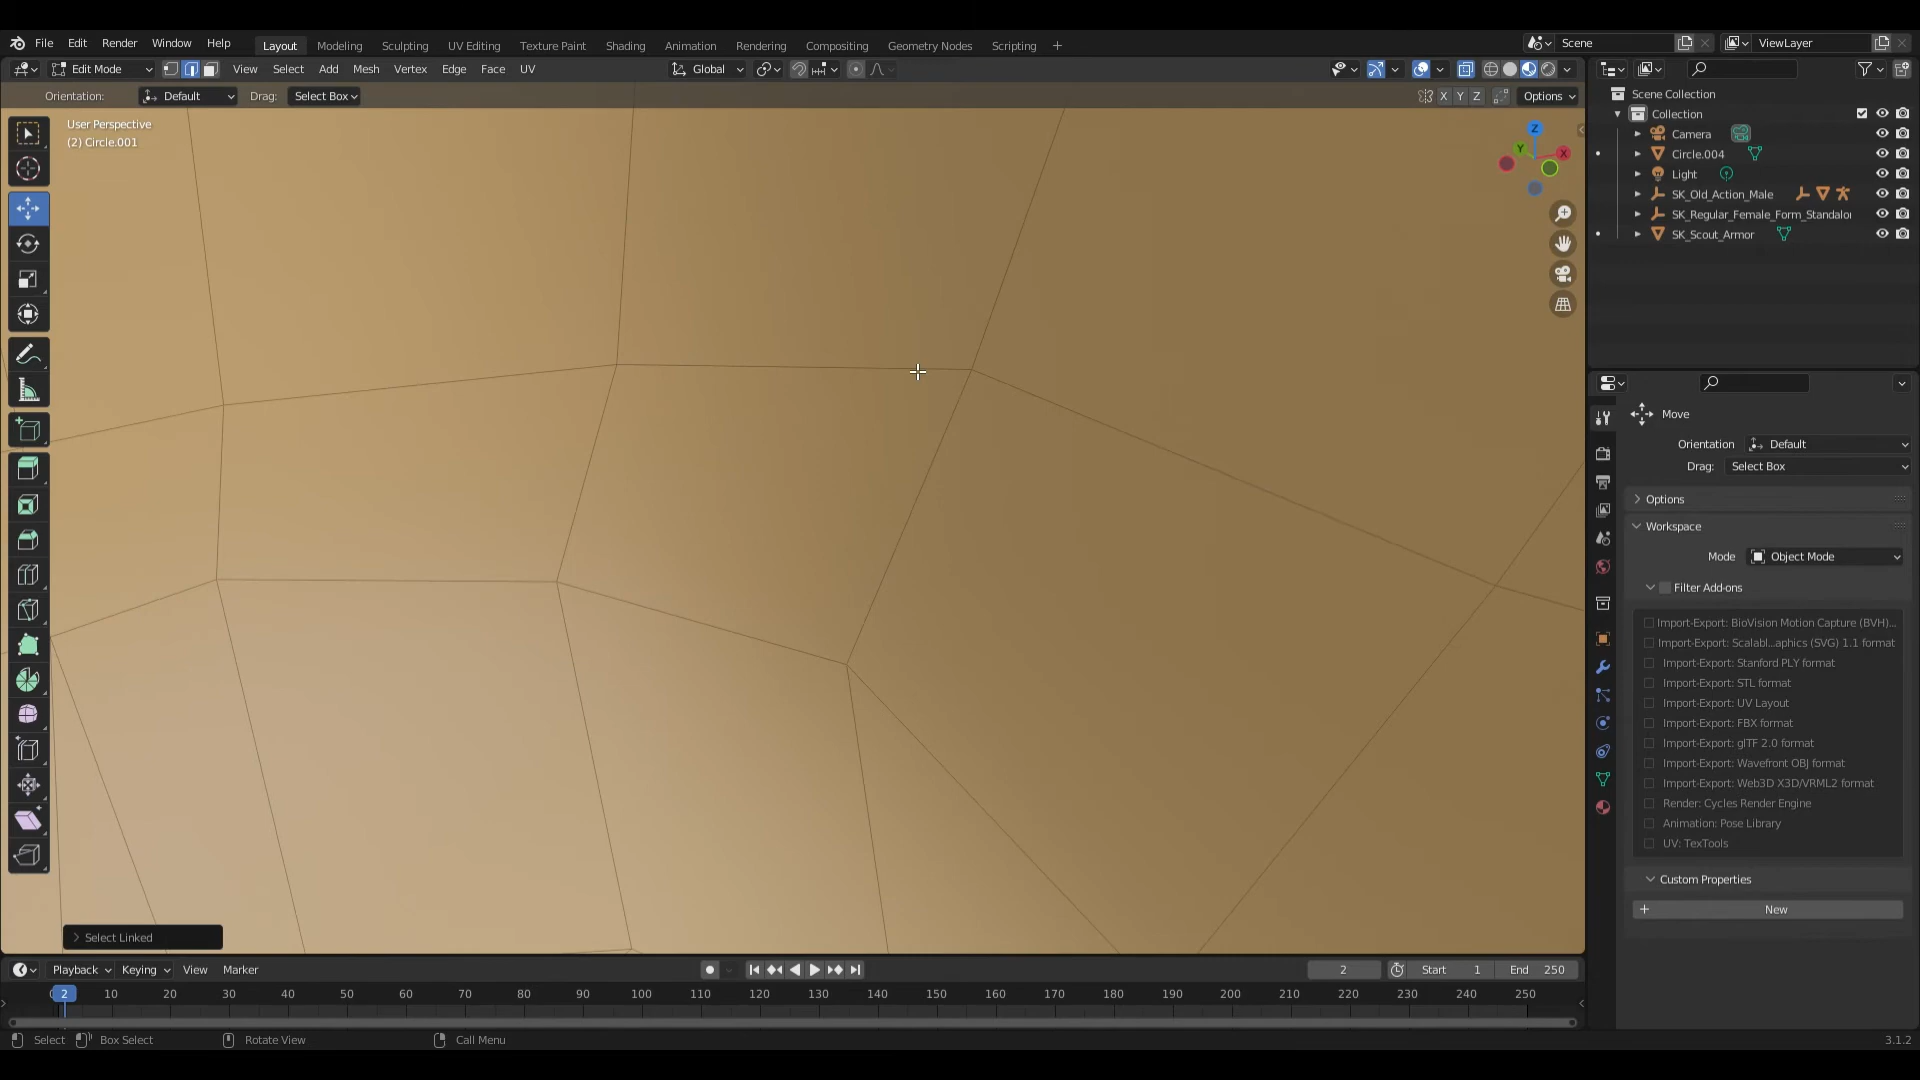 File Edit Render Window Help Layout Modeling Sculpting UV Editing Texture Paint Shading Animation Rendering Compositing Geometry Nodes Scripting Scene ViewLayer
Edit Mode View Select Add Mesh Vertex Edge Face UV Global
Orientation: Default Drag: Select Box X Y Z Options
User Perspective
(2) Circle.001
Z
Y
X
Scene Collection
Collection
Camera
Circle.004
Light
SK_Old_Action_Male
SK_Regular_Female_Form_Standalo
SK_Scout_Armor
Move
Orientation Default
Drag: Select Box
Options
Workspace
Mode Object Mode
Filter Add-ons
Import-Export: BioVision Motion Capture (BVH)...
Import-Export: Scalabl...aphics (SVG) 1.1 format
Import-Export: Stanford PLY format
Import-Export: STL format
Import-Export: UV Layout
Import-Export: FBX format
Import-Export: glTF 2.0 format
Import-Export: Wavefront OBJ format
Import-Export: Web3D X3D/VRML2 format
Render: Cycles Render Engine
Animation: Pose Library
UV: TexTools
Custom Properties
New
Select Linked
Playback Keying View Marker 2 Start 1 End 250
2 10 20 30 40 50 60 70 80 90 100 110 120 130 140 150 160 170 180 190 200 210 220 230 240 250
Select Box Select Rotate View Call Menu 3.1.2